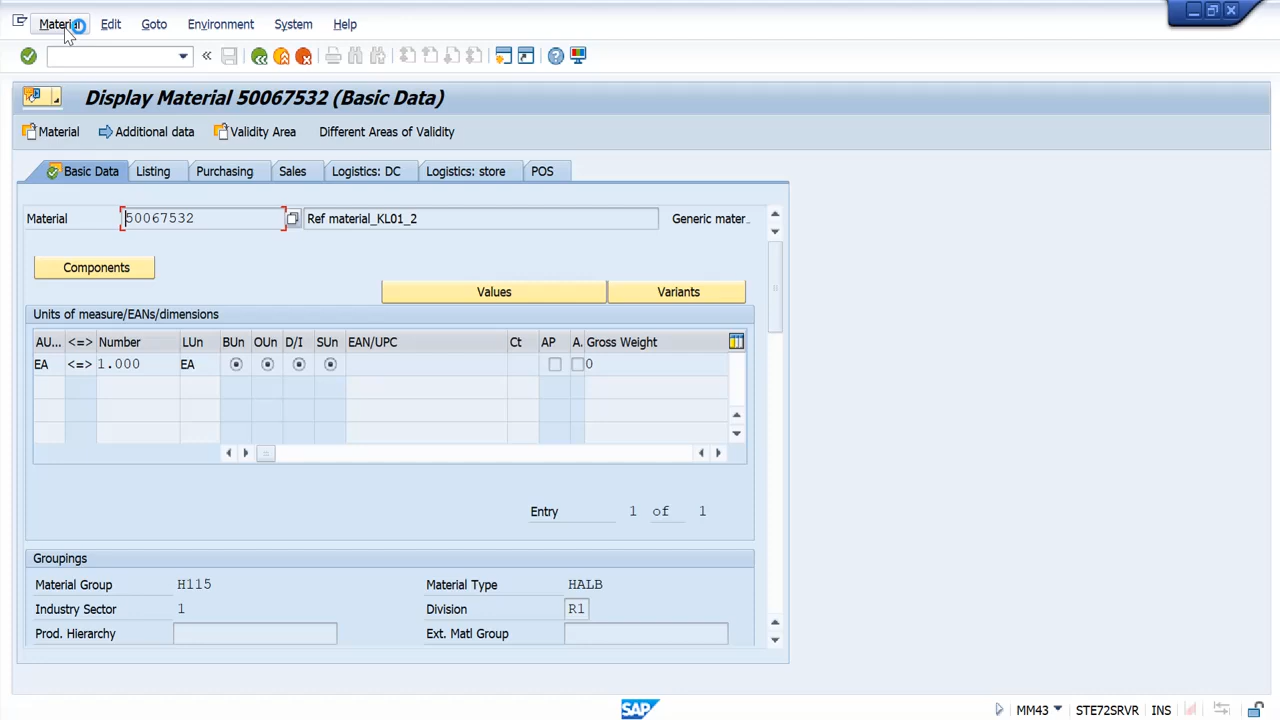 Material Edit Goto Environment System Help
Display Material 50067532 (Basic Data)
Material Additional data Validity Area Different Areas of Validity
Basic Data Listing Purchasing Sales Logistics: DC Logistics: store POS
Material 50067532 Ref material_KL01_2 Generic mater..
Components
Values Variants
Units of measure/EANs/dimensions
AU... <=> Number LUn BUn OUn D/I SUn EAN/UPC Ct AP A. Gross Weight
EA <=> 1.000 EA 0
Entry 1 of 1
Groupings
Material Group H115 Material Type HALB
Industry Sector 1 Division R1
Prod. Hierarchy Ext. Matl Group
SAP MM43 STE72SRVR INS